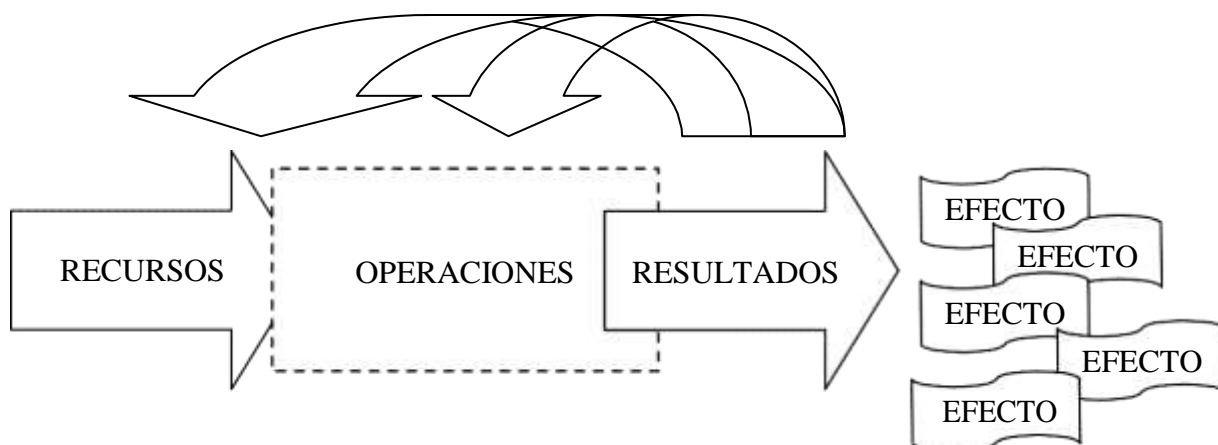 RECURSOS
OPERACIONES
RESULTADOS
EFECTO
EFECTO
EFECTO
EFECTO
EFECTO